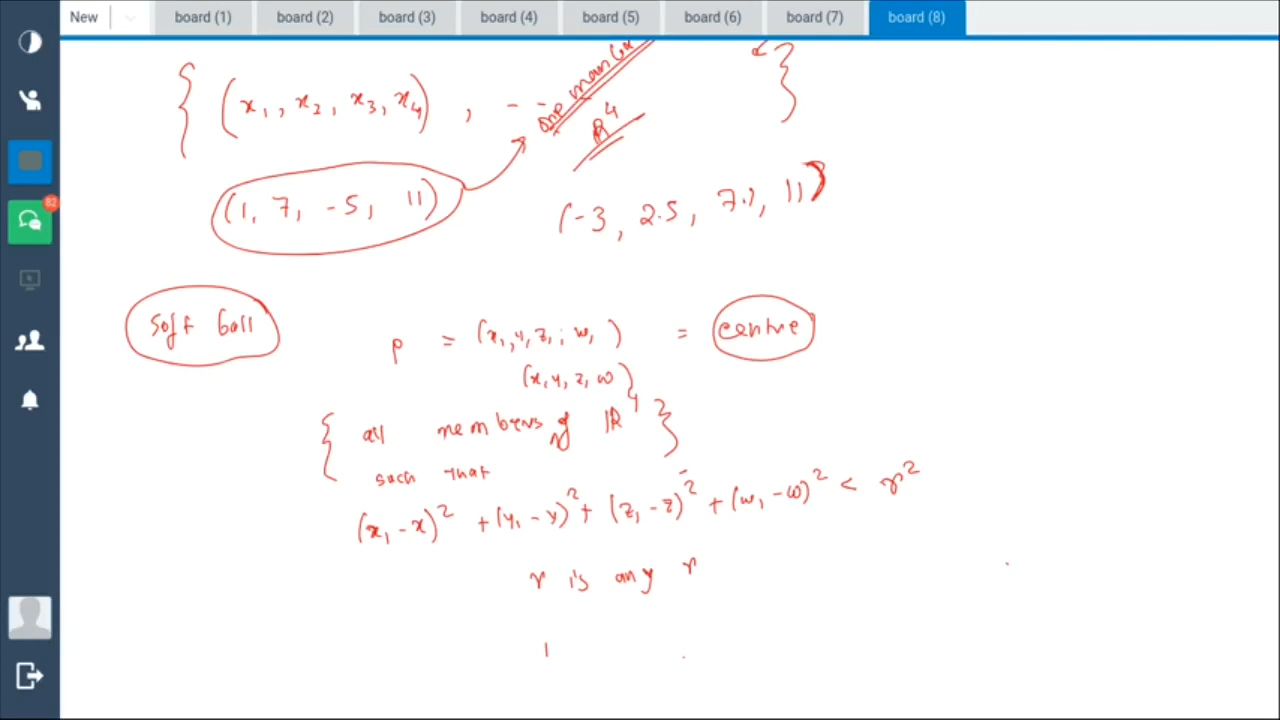 New board (1) board (2) board (3) board (4) board (5) board (6) board (7) board (8)
{ (x₁, x₂, x₃, x₄), - - }
ℝ⁴
(1, 7, -5, 11)
(-3, 2.5, 7.1, 11)
82
soft ball
p = (x₁, y, z₁; w₁) = centre
(x, y, z, w)
{ all members of ℝ⁴ }
such that
(x₁ - x)² + (y₁ - y)² + (z₁ - z)² + (w₁ - w)² < r²
r is any r